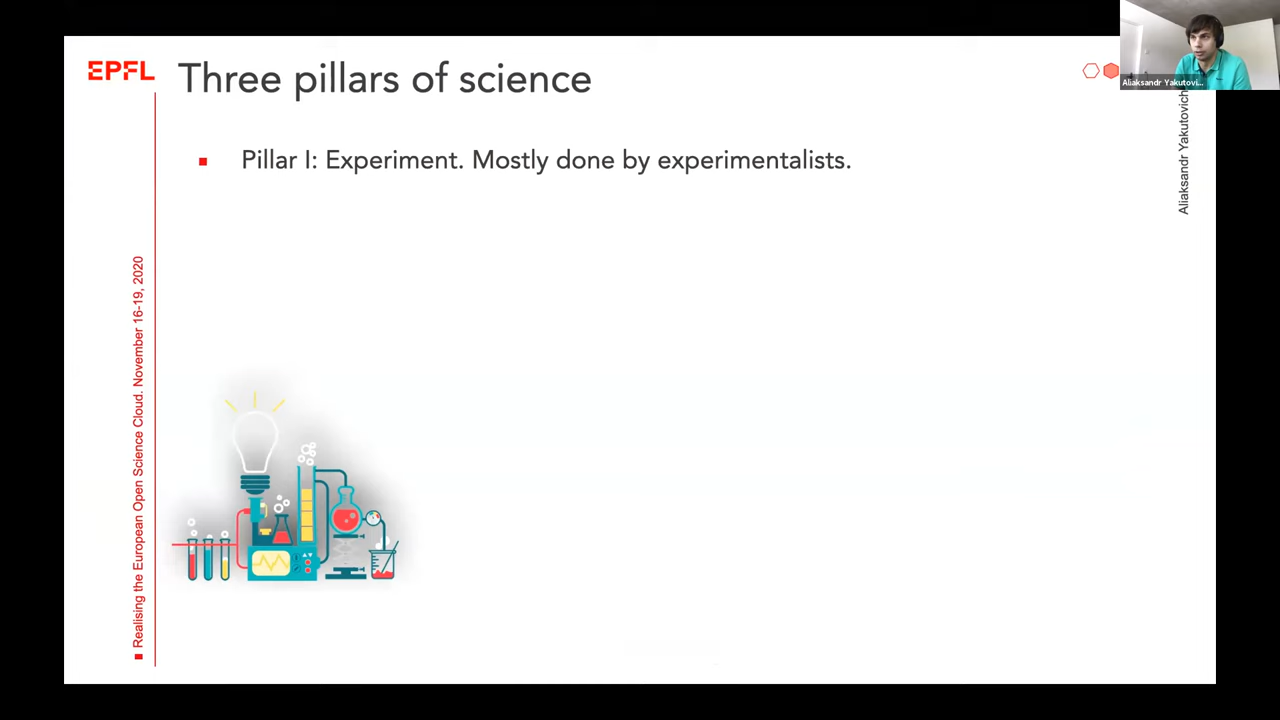 EPFL
Three pillars of science
Pillar I: Experiment. Mostly done by experimentalists.
Aliaksandr Yakutovi...
Aliaksandr Yakutovich
Realising the European Open Science Cloud. November 16-19, 2020